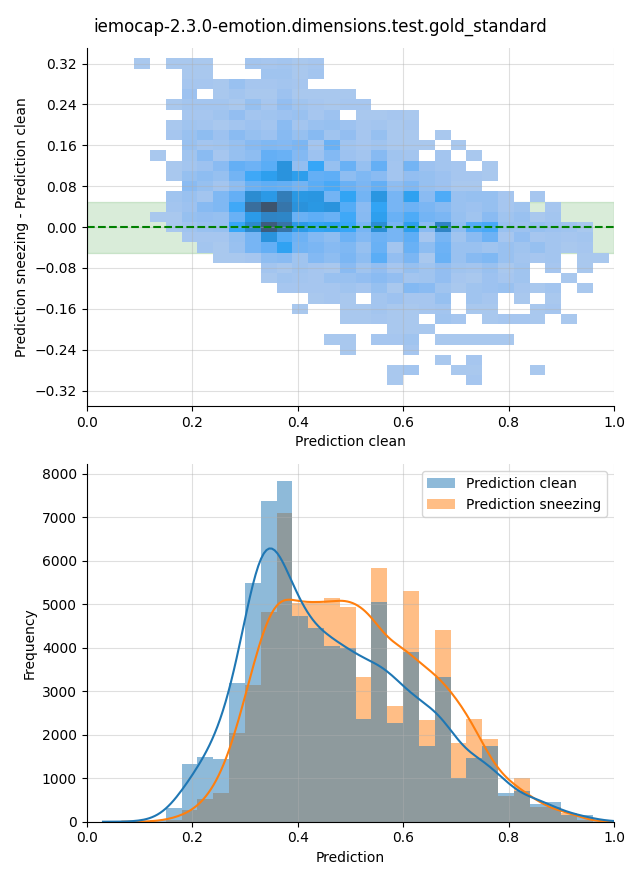 iemocap-2.3.0-emotion.dimensions.test.gold_standard
Prediction sneezing - Prediction clean
0.32
0.24
0.16
0.08
0.00
−0.08
−0.16
−0.24
−0.32
0.0 0.2 0.4 0.6 0.8 1.0
Prediction clean
Frequency
8000
7000
6000
5000
4000
3000
2000
1000
0
Prediction clean
Prediction sneezing
0.0 0.2 0.4 0.6 0.8 1.0
Prediction